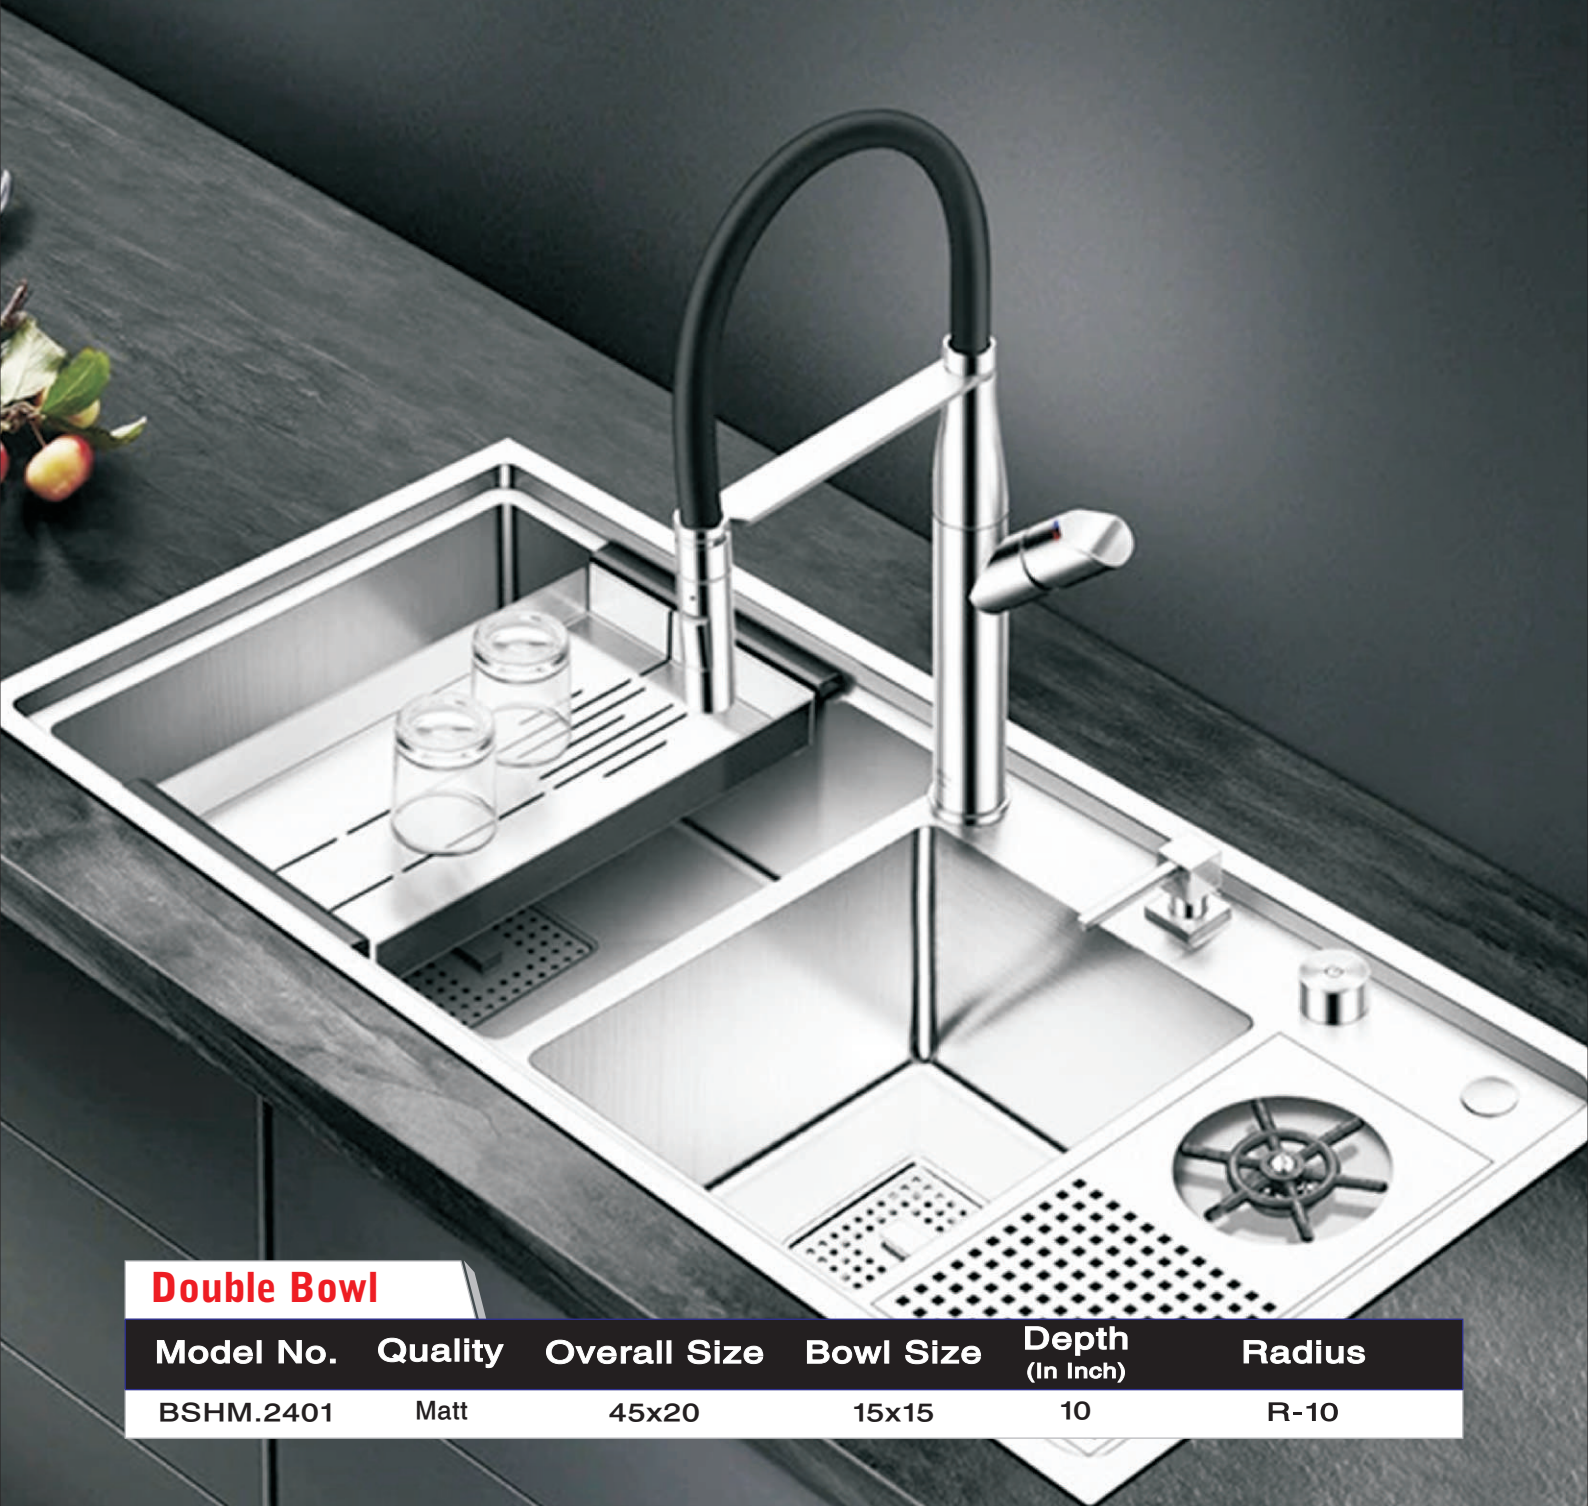 Double Bowl
Model No. Quality Overall Size Bowl Size Depth (In Inch) Radius
BSHM.2401 Matt 45x20 15x15 10 R-10